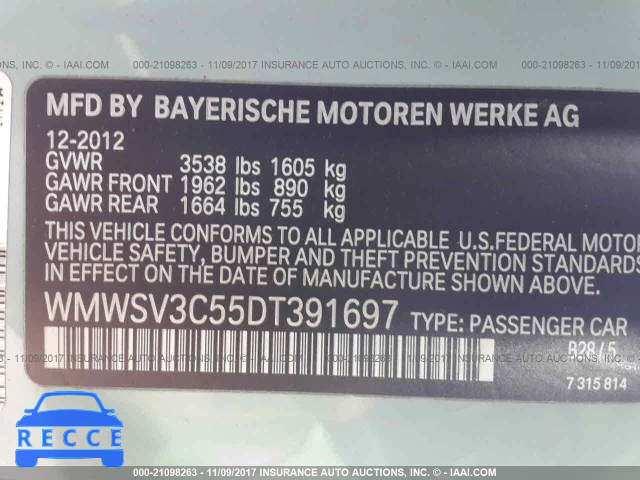 000-21098263 - 11/09/2017 INSURANCE AUTO AUCTIONS, INC. - © IAAI.COM
MFD BY BAYERISCHE MOTOREN WERKE AG
12-2012
GVWR 3538 lbs 1605 kg
GAWR FRONT 1962 lbs 890 kg
GAWR REAR 1664 lbs 755 kg
THIS VEHICLE CONFORMS TO ALL APPLICABLE U.S.FEDERAL MOTOR
VEHICLE SAFETY, BUMPER AND THEFT PREVENTION STANDARDS
IN EFFECT ON THE DATE OF MANUFACTURE SHOWN ABOVE.
WMWSV3C55DT391697 TYPE: PASSENGER CAR
B28/5
7 315 814
RECCE
000-21098263 - 11/09/2017 INSURANCE AUTO AUCTIONS, INC. - © IAAI.COM